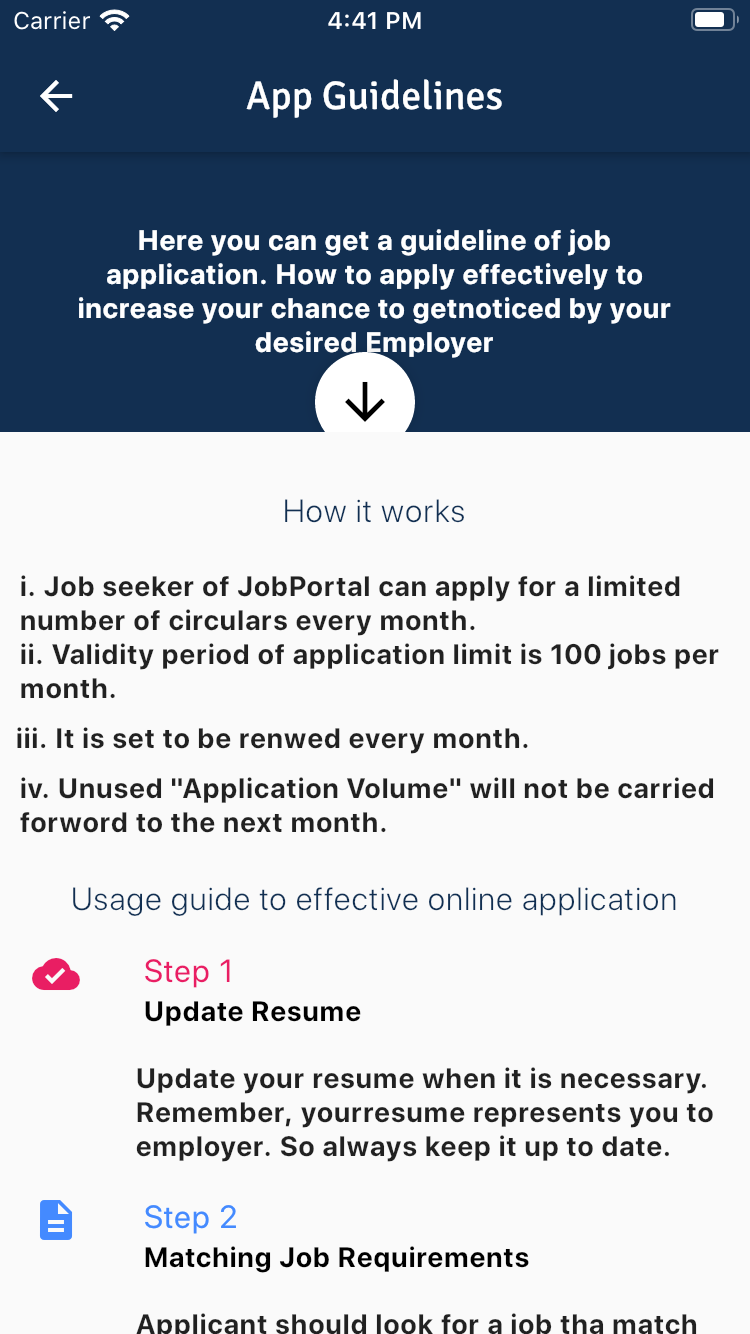 Carrier 4:41 PM
App Guidelines
Here you can get a guideline of job
application. How to apply effectively to
increase your chance to getnoticed by your
desired Employer
How it works
i. Job seeker of JobPortal can apply for a limited
number of circulars every month.
ii. Validity period of application limit is 100 jobs per
month.
iii. It is set to be renwed every month.
iv. Unused "Application Volume" will not be carried
forword to the next month.
Usage guide to effective online application
Step 1
Update Resume
Update your resume when it is necessary.
Remember, yourresume represents you to
employer. So always keep it up to date.
Step 2
Matching Job Requirements
Applicant should look for a job tha match